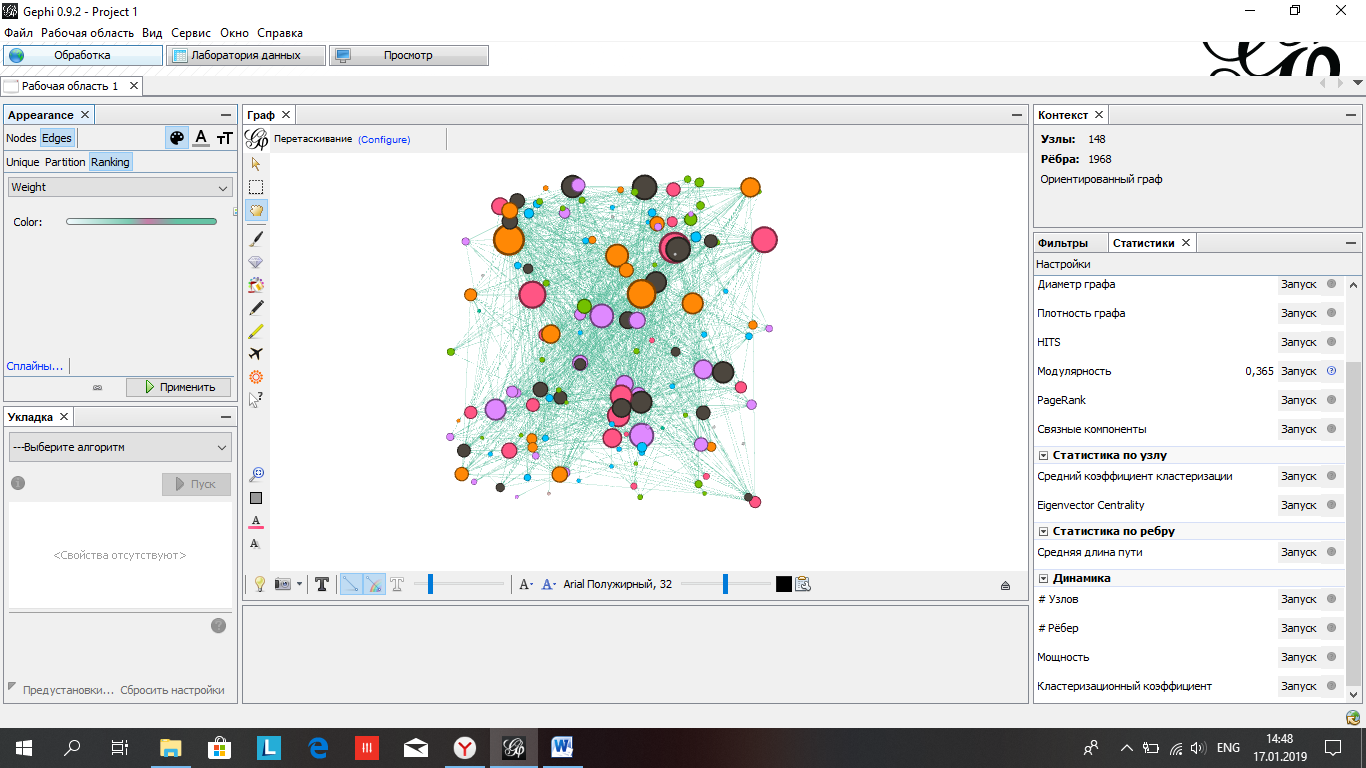 Gephi 0.9.2 - Project 1
Файл Рабочая область Вид Сервис Окно Справка
Обработка Лаборатория данных Просмотр
Рабочая область 1
Appearance
Nodes Edges
Unique Partition Ranking
Weight
Color:
Сплайны...
Применить
Укладка
---Выберите алгоритм
Пуск
<Свойства отсутствуют>
Предустановки... Сбросить настройки
Граф
Перетаскивание (Configure)
Arial Полужирный, 32
Контекст
Узлы: 148
Рёбра: 1968
Ориентированный граф
Фильтры Статистики
Настройки
Диаметр графа Запуск
Плотность графа Запуск
HITS Запуск
Модулярность 0,365 Запуск
PageRank Запуск
Связные компоненты Запуск
Статистика по узлу
Средний коэффициент кластеризации Запуск
Eigenvector Centrality Запуск
Статистика по ребру
Средняя длина пути Запуск
Динамика
# Узлов Запуск
# Рёбер Запуск
Мощность Запуск
Кластеризационный коэффициент Запуск
ENG
14:48
17.01.2019